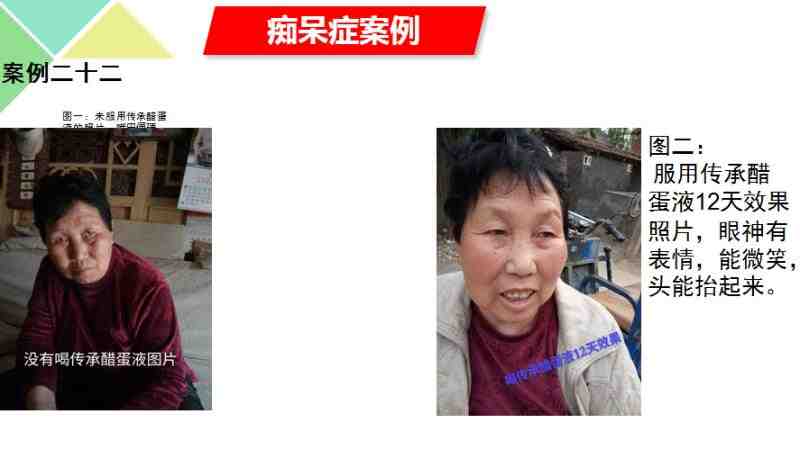 痴呆症案例
案例二十二
图一：未服用传承醋蛋
没有喝传承醋蛋液图片
喝传承醋蛋液12天效果
图二：
服用传承醋
蛋液12天效果
照片，眼神有
表情，能微笑，
头能抬起来。